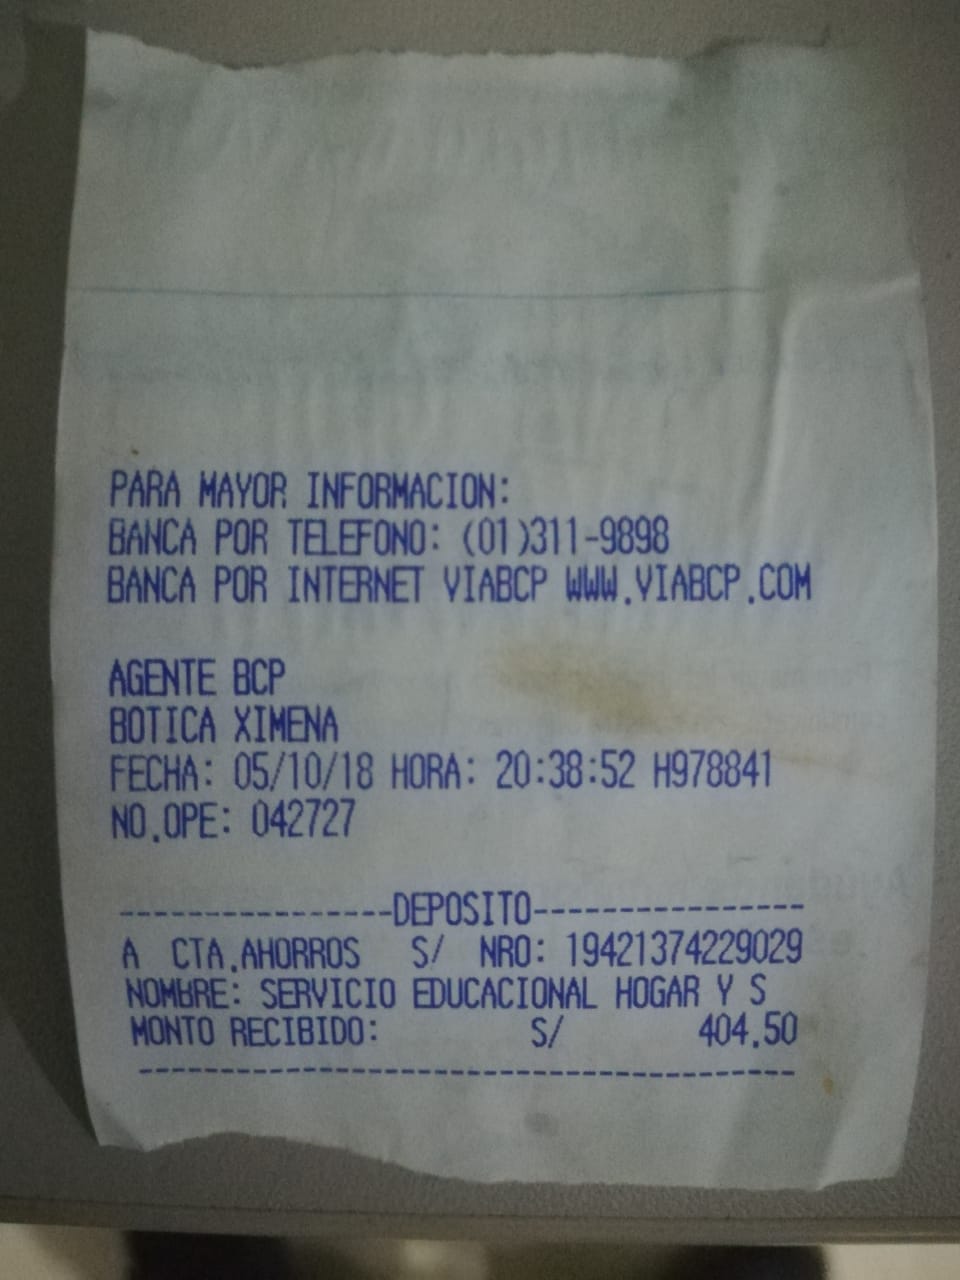 PARA MAYOR INFORMACION:
BANCA POR TELEFONO: (01)311-9898
BANCA POR INTERNET VIABCP WWW.VIABCP.COM
AGENTE BCP
BOTICA XIMENA
FECHA: 05/10/18 HORA: 20:38:52 H978841
NO.OPE: 042727
----------------DEPOSITO----------------
A CTA.AHORROS S/ NRO: 19421374229029
NOMBRE: SERVICIO EDUCACIONAL HOGAR Y S
MONTO RECIBIDO: S/ 404.50
----------------------------------------